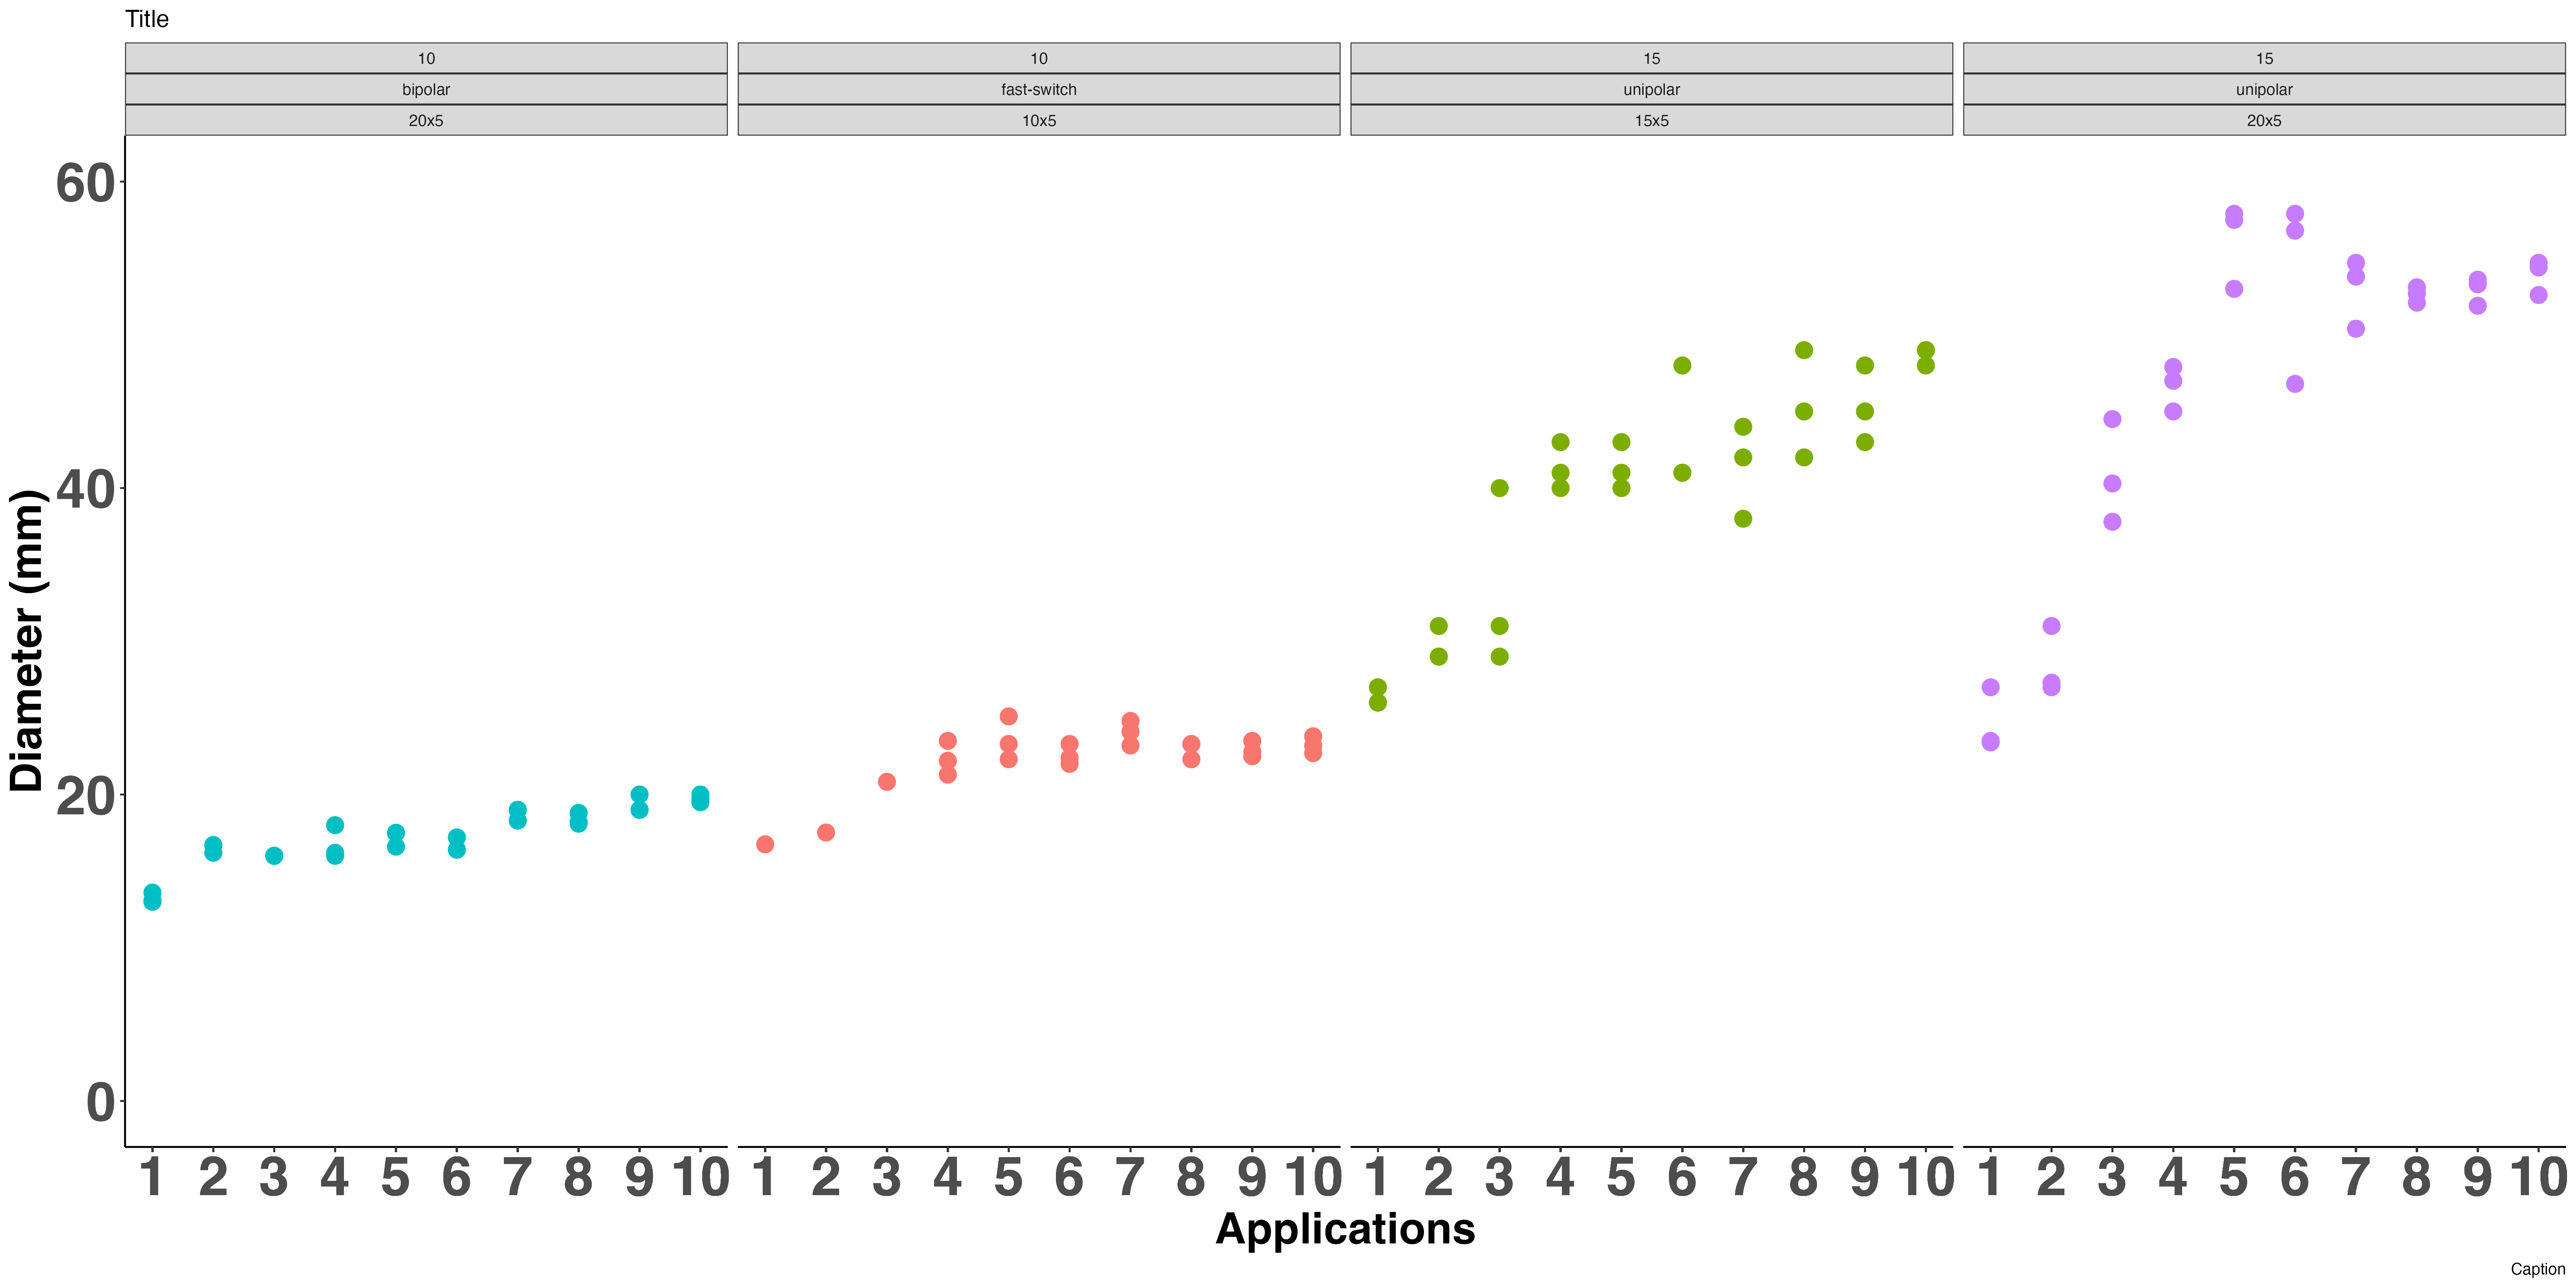 Title
10 10 15 15
bipolar fast-switch unipolar unipolar
20x5 10x5 15x5 20x5
60
40
20
0
Diameter (mm)
1 2 3 4 5 6 7 8 9 10 1 2 3 4 5 6 7 8 9 10 1 2 3 4 5 6 7 8 9 10 1 2 3 4 5 6 7 8 9 10
Applications
Caption